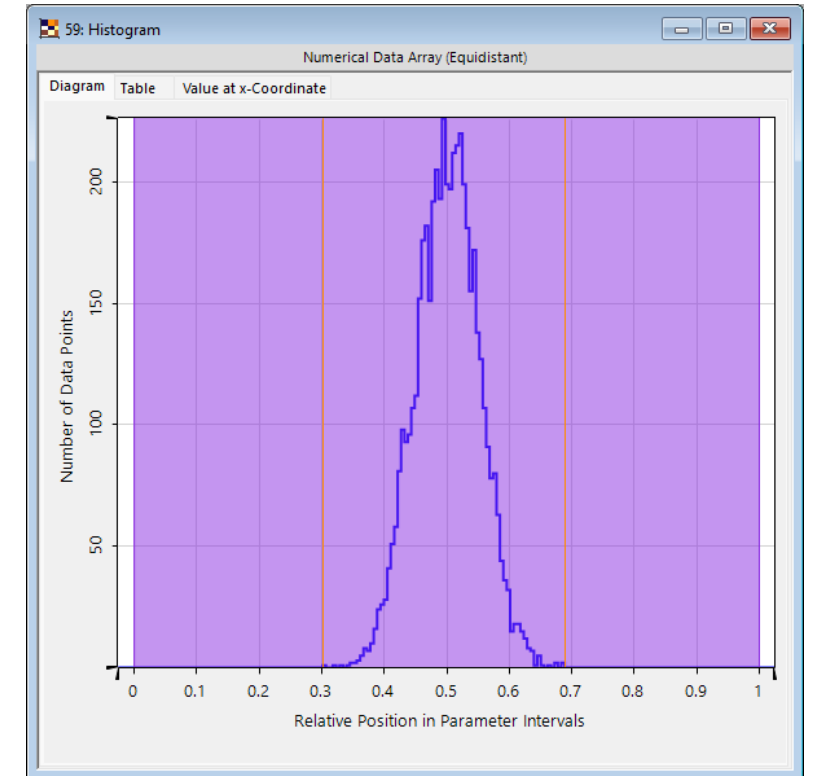 59: Histogram
Numerical Data Array (Equidistant)
Diagram Table Value at x-Coordinate
200
150
100
50
Number of Data Points
0 0.1 0.2 0.3 0.4 0.5 0.6 0.7 0.8 0.9 1
Relative Position in Parameter Intervals